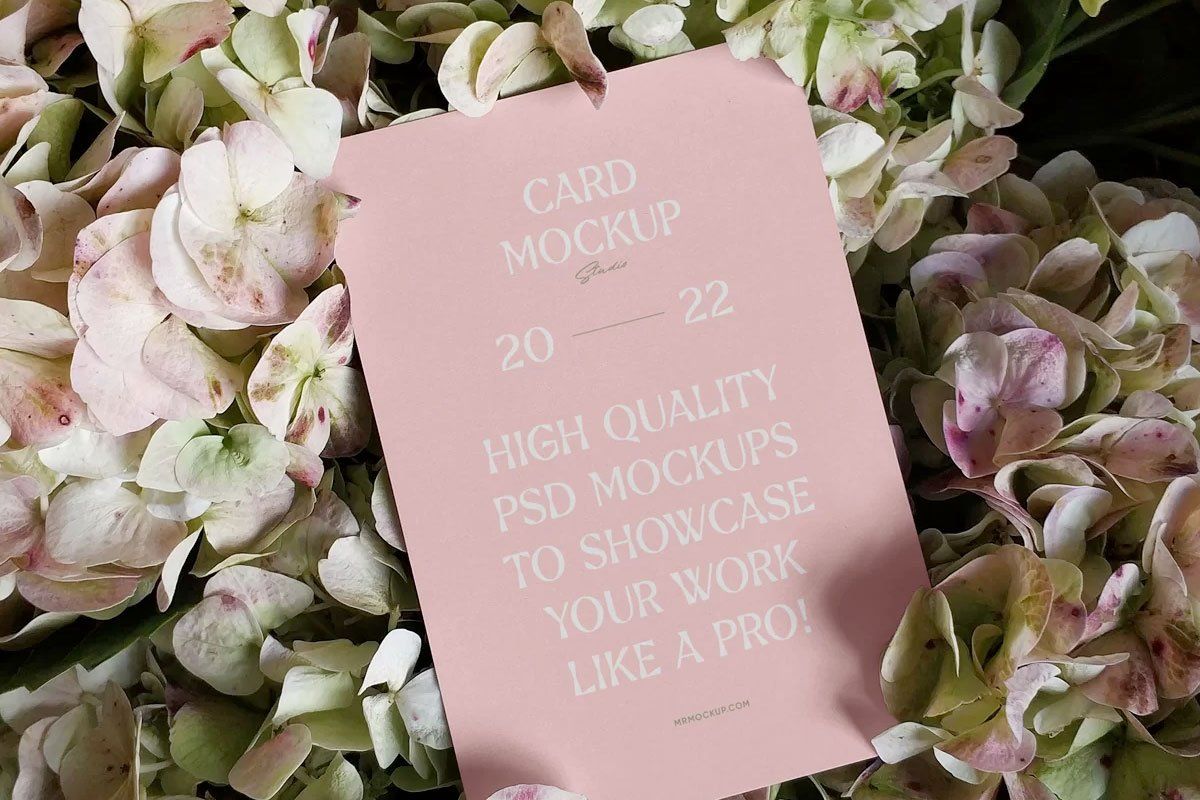 CARD
MOCKUP
Studio
20 — 22
HIGH QUALITY
PSD MOCKUPS
TO SHOWCASE
YOUR WORK
LIKE A PRO!
MRMOCKUP.COM